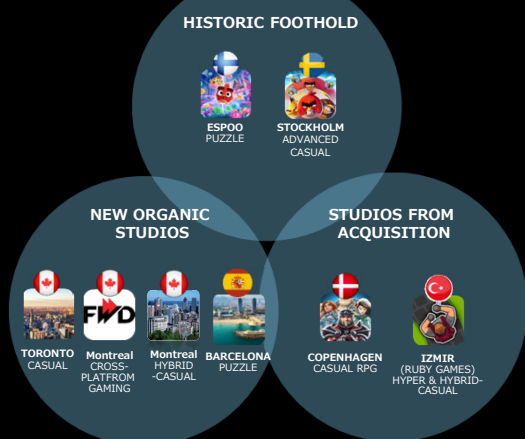 HISTORIC FOOTHOLD
ESPOO
PUZZLE
STOCKHOLM
ADVANCED
CASUAL
NEW ORGANIC
STUDIOS
FWD
TORONTO
CASUAL
Montreal
CROSS-
PLATFROM
GAMING
Montreal
HYBRID
-CASUAL
BARCELONA
PUZZLE
STUDIOS FROM
ACQUISITION
COPENHAGEN
CASUAL RPG
IZMIR
(RUBY GAMES)
HYPER & HYBRID-
CASUAL